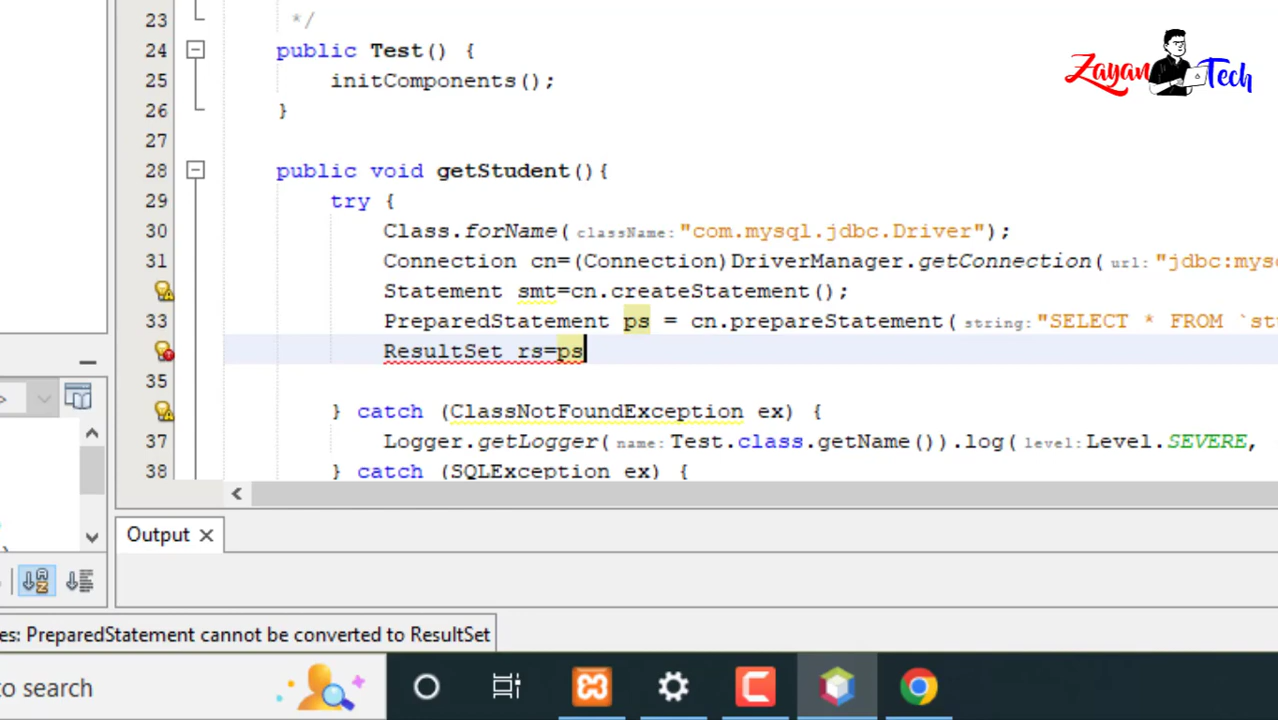 23 */
24 public Test() {
25 initComponents();
26 }
27
28 public void getStudent(){
29 try {
30 Class.forName( className: "com.mysql.jdbc.Driver");
31 Connection cn=(Connection)DriverManager.getConnection( url: "jdbc:mys
Statement smt=cn.createStatement();
33 PreparedStatement ps = cn.prepareStatement( string: "SELECT * FROM `st
ResultSet rs=ps
35
} catch (ClassNotFoundException ex) {
37 Logger.getLogger( name: Test.class.getName()).log( level: Level.SEVERE,
38 } catch (SQLException ex) {
Zayan Tech
Output
es: PreparedStatement cannot be converted to ResultSet
to search